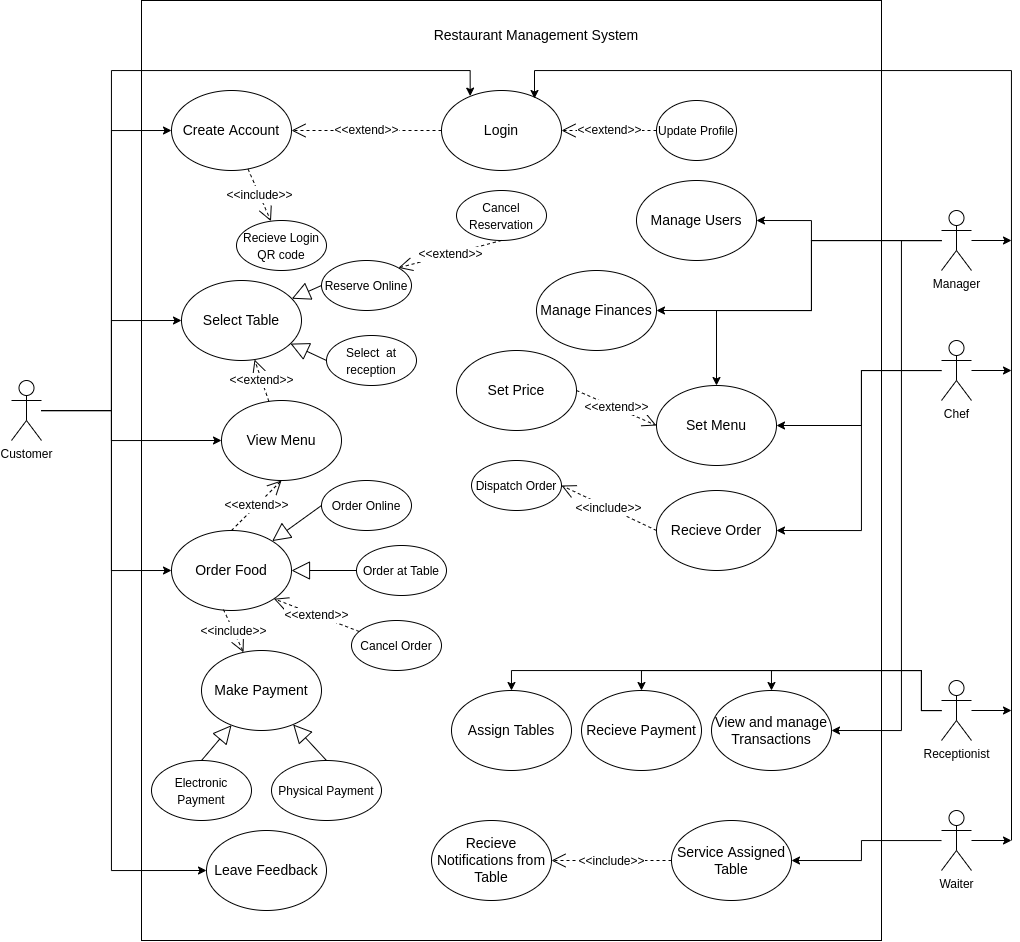 Restaurant Management System
Create Account
<<extend>>
Login
<<extend>>
Update Profile
<<include>>
Recieve Login
QR code
Cancel
Reservation
<<extend>>
Manage Users
Reserve Online
Select Table
Manage Finances
Manager
Select at
reception
<<extend>>
Set Price
<<extend>>
Set Menu
Chef
Customer
View Menu
<<extend>>
Order Online
Dispatch Order
<<include>>
Recieve Order
Order Food
Order at Table
<<extend>>
<<include>>
Cancel Order
Make Payment
Assign Tables
Recieve Payment
View and manage
Transactions
Receptionist
Electronic
Payment
Physical Payment
Leave Feedback
Recieve
Notifications from
Table
<<include>>
Service Assigned
Table
Waiter